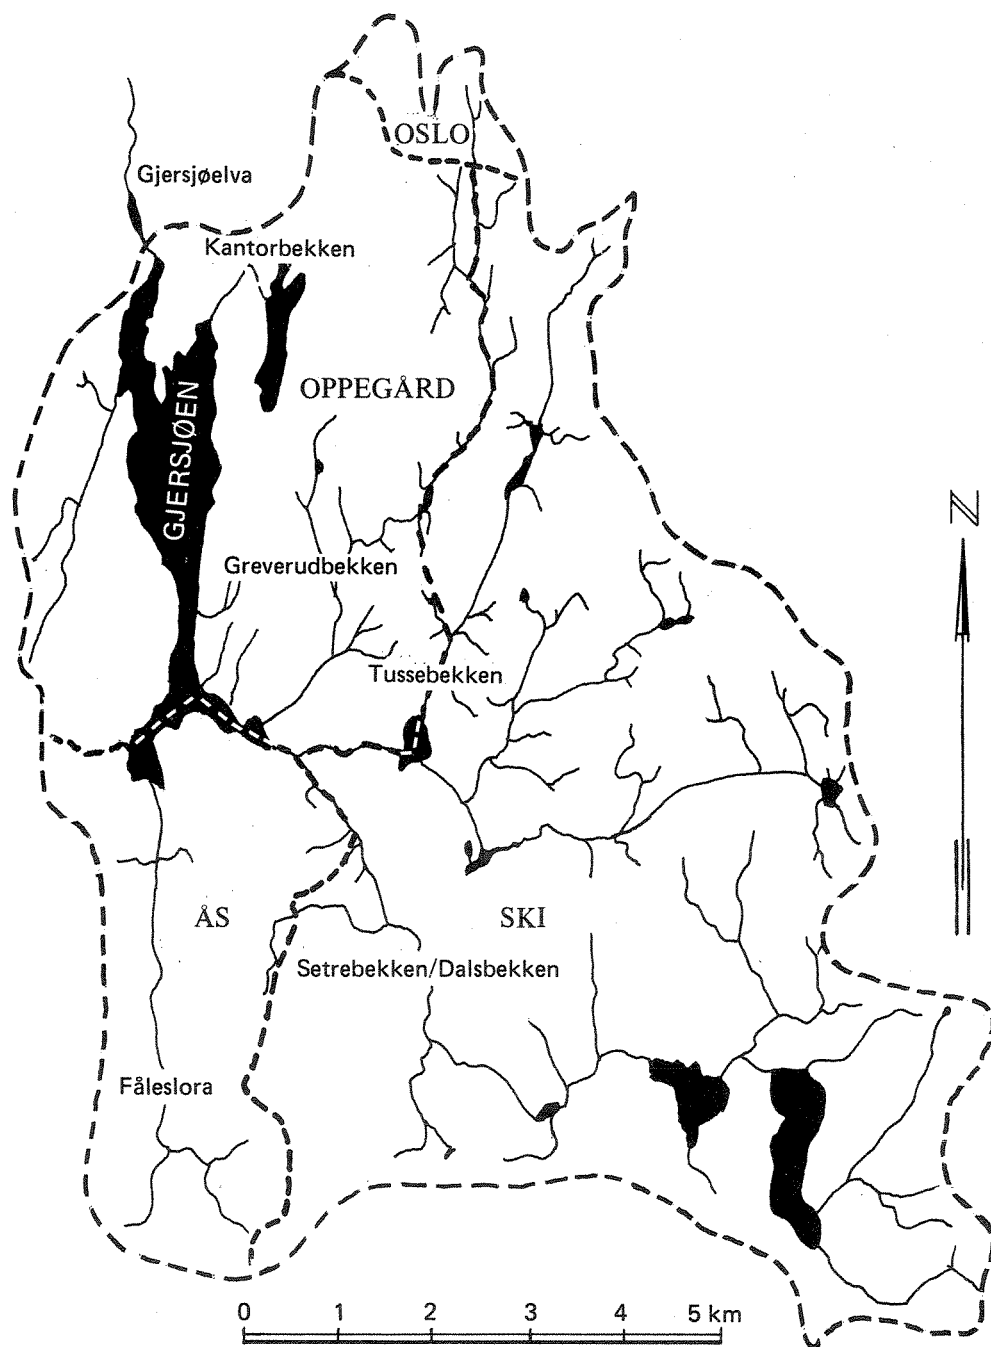 OSLO
Gjersjøelva
Kantorbekken
OPPEGÅRD
GJERSJØEN
N
Greverudbekken
Tussebekken
ÅS
SKI
Setrebekken/Dalsbekken
Fåleslora
0 1 2 3 4 5 km